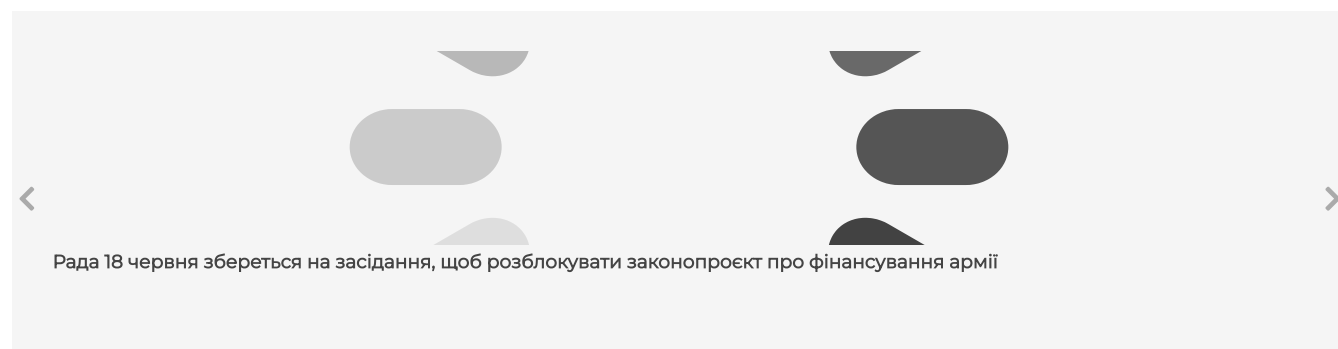 Рада 18 червня збереться на засідання, щоб розблокувати законопроєкт про фінансування армії